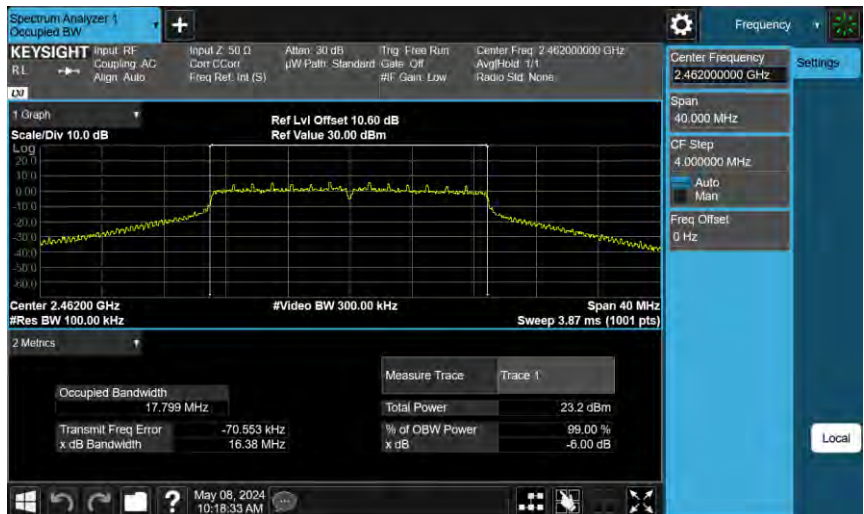 Spectrum Analyzer 1
Occupied BW
Frequency
KEYSIGHT
RL
Input: RF
Coupling: AC
Align: Auto
Input Z: 50 Ω
Corr CCorr
Freq Ref: Int (S)
Atten: 30 dB
µW Path: Standard
Trig: Free Run
Gate: Off
#IF Gain: Low
Center Freq: 2.462000000 GHz
Avg|Hold: 1/1
Radio Std: None
LXI
1 Graph
Scale/Div 10.0 dB
Ref Lvl Offset 10.60 dB
Ref Value 30.00 dBm
Log
20.0
10.0
0.00
-10.0
-20.0
-30.0
-40.0
-50.0
-60.0
Center 2.46200 GHz
#Res BW 100.00 kHz
#Video BW 300.00 kHz
Span 40 MHz
Sweep 3.87 ms (1001 pts)
2 Metrics
Measure Trace Trace 1
Occupied Bandwidth
17.799 MHz
Total Power 23.2 dBm
Transmit Freq Error -70.553 kHz
% of OBW Power 99.00 %
x dB Bandwidth 16.38 MHz
x dB -6.00 dB
May 08, 2024
10:18:33 AM
Center Frequency
2.462000000 GHz
Settings
Span
40.000 MHz
CF Step
4.000000 MHz
Auto
Man
Freq Offset
0 Hz
Local